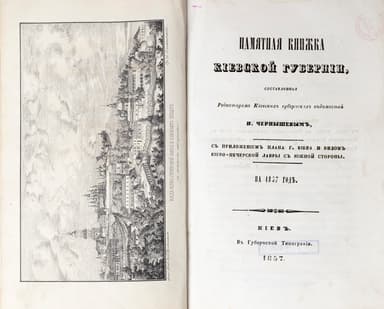 ПАМЯТНАЯ КНИЖКА
КІЕВСКОЙ ГУБЕРНІИ,
СОСТАВЛЕННАЯ
Редакторомъ Кіевскихъ губернскихъ вѣдомостей
Н. ЧЕРНЫШЕВЫМЪ,
СЪ ПРИЛОЖЕНІЕМЪ ПЛАНА Г. КІЕВА И ВИДОМЪ
КІЕВО-ПЕЧЕРСКОЙ ЛАВРЫ СЪ ЮЖНОЙ СТОРОНЫ.
НА 1857 ГОДЪ.
КІЕВЪ.
Въ Губернской Типографіи.
1857.